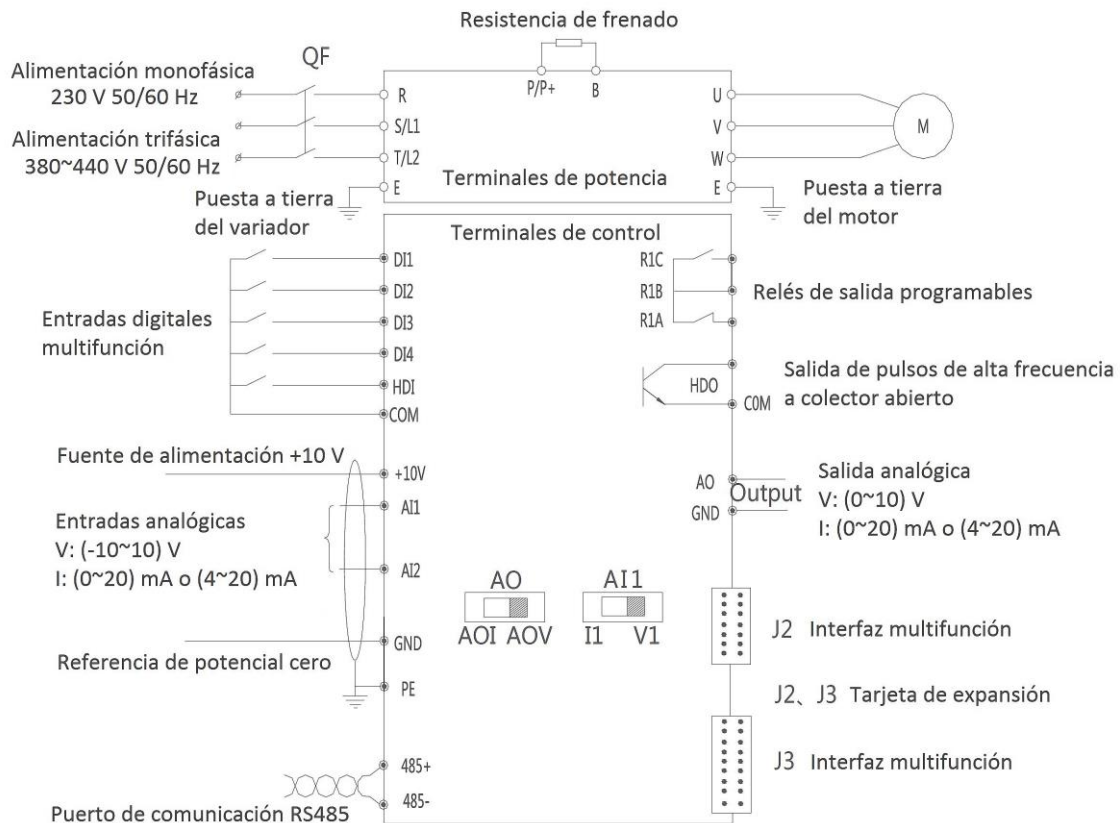 Resistencia de frenado
QF
Alimentación monofásica
230 V 50/60 Hz
Alimentación trifásica
380~440 V 50/60 Hz
P/P+ B
R
S/L1
T/L2
E
U
V
W
E
M
Terminales de potencia
Puesta a tierra
del variador
Puesta a tierra
del motor
Terminales de control
DI1
DI2
DI3
DI4
HDI
COM
Entradas digitales
multifunción
R1C
R1B
R1A
Relés de salida programables
HDO
COM
Salida de pulsos de alta frecuencia
a colector abierto
Fuente de alimentación +10 V
+10V
AI1
AI2
Entradas analógicas
V: (-10~10) V
I: (0~20) mA o (4~20) mA
AO
Output
GND
Salida analógica
V: (0~10) V
I: (0~20) mA o (4~20) mA
AO
AOI AOV
AI1
I1 V1
GND
Referencia de potencial cero
PE
J2 Interfaz multifunción
J2、J3 Tarjeta de expansión
J3 Interfaz multifunción
485+
485-
Puerto de comunicación RS485